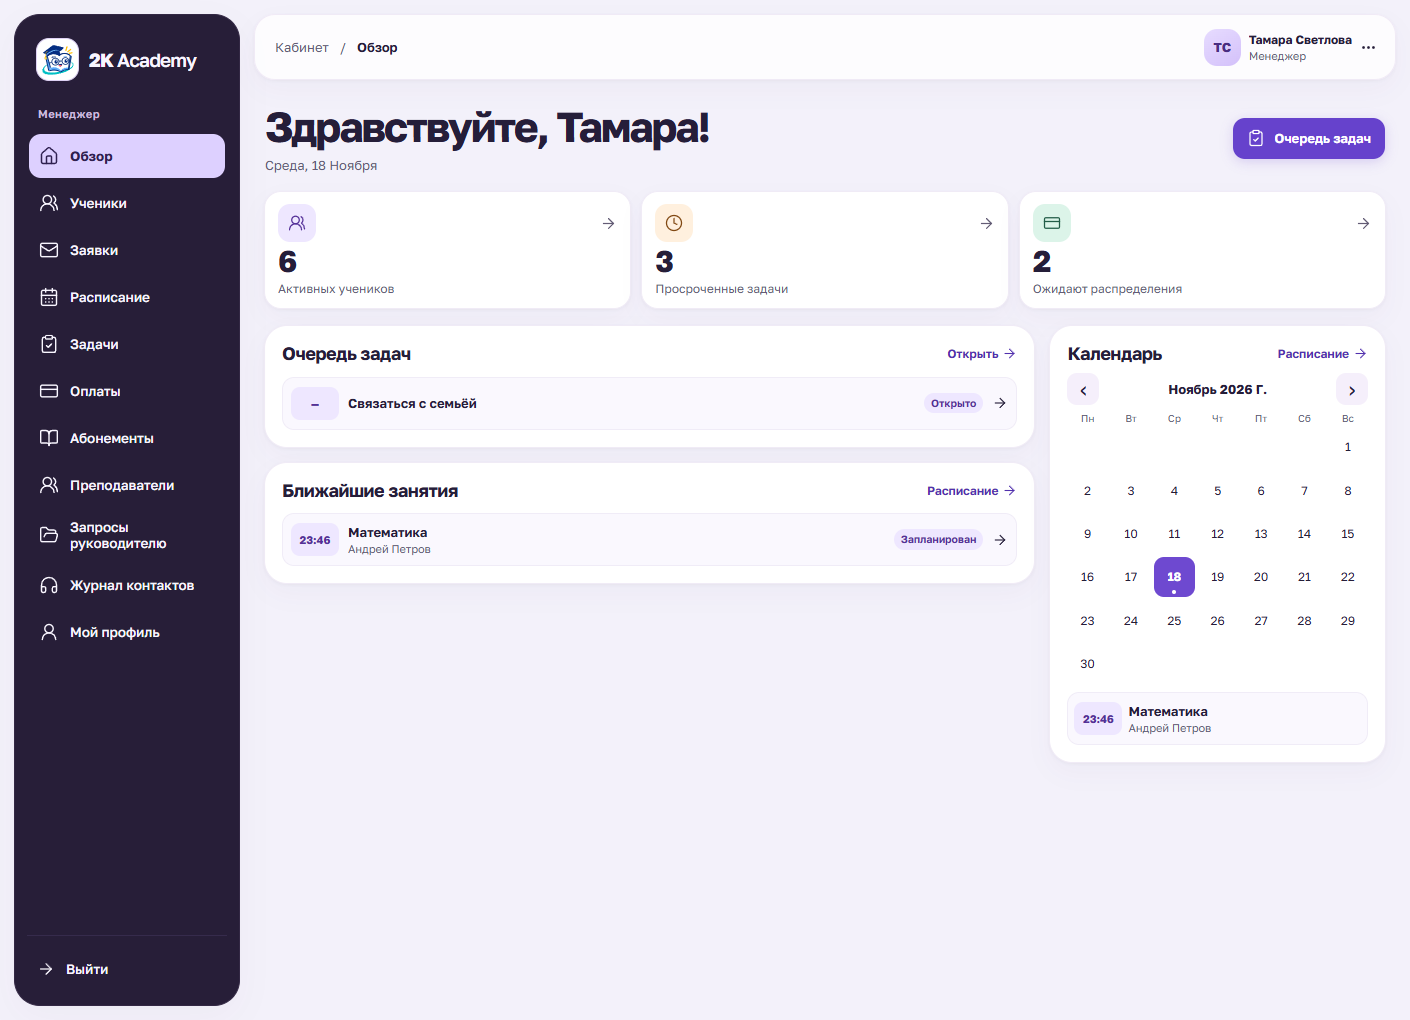 2K Academy
Менеджер
Обзор
Ученики
Заявки
Расписание
Задачи
Оплаты
Абонементы
Преподаватели
Запросы
руководителю
Журнал контактов
Мой профиль
Выйти
Кабинет / Обзор
ТС
Тамара Светлова
Менеджер
Здравствуйте, Тамара!
Среда, 18 Ноября
Очередь задач
6
Активных учеников
3
Просроченные задачи
2
Ожидают распределения
Очередь задач
Открыть
–
Связаться с семьёй
Открыто
Ближайшие занятия
Расписание
23:46
Математика
Андрей Петров
Запланирован
Календарь
Расписание
Ноябрь 2026 Г.
Пн Вт Ср Чт Пт Сб Вс
1
2 3 4 5 6 7 8
9 10 11 12 13 14 15
16 17 18 19 20 21 22
23 24 25 26 27 28 29
30
23:46
Математика
Андрей Петров